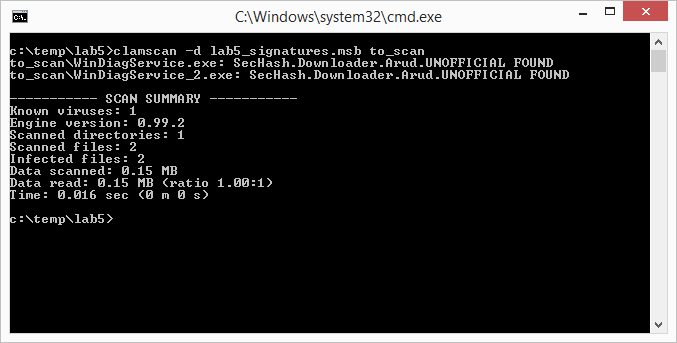 C:\Windows\system32\cmd.exe
c:\temp\lab5>clamscan -d lab5_signatures.msb to_scan
to_scan\WinDiagService.exe: SecHash.Downloader.Arud.UNOFFICIAL FOUND
to_scan\WinDiagService_2.exe: SecHash.Downloader.Arud.UNOFFICIAL FOUND
----------- SCAN SUMMARY -----------
Known viruses: 1
Engine version: 0.99.2
Scanned directories: 1
Scanned files: 2
Infected files: 2
Data scanned: 0.15 MB
Data read: 0.15 MB (ratio 1.00:1)
Time: 0.016 sec (0 m 0 s)
c:\temp\lab5>